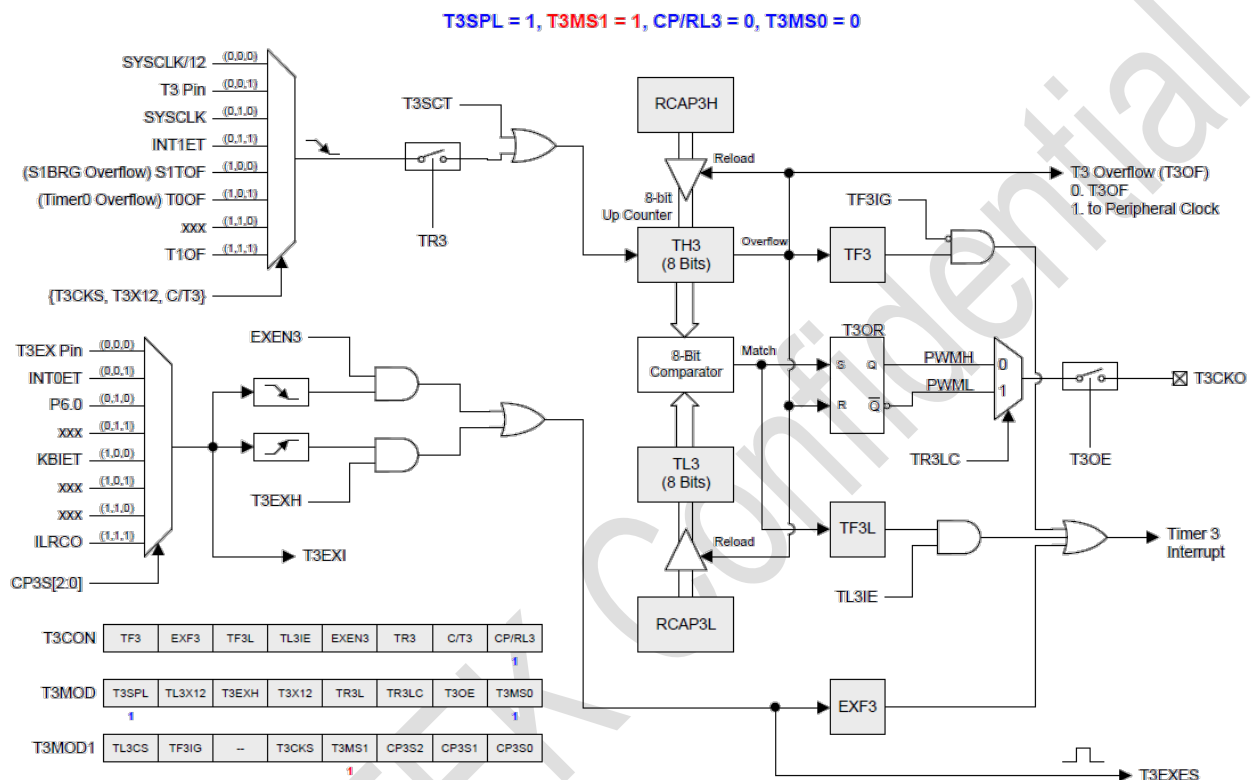 T3SPL = 1, T3MS1 = 1, CP/RL3 = 0, T3MS0 = 0
SYSCLK/12 (0,0,0)
T3 Pin (0,0,1)
SYSCLK (0,1,0)
INT1ET (0,1,1)
(S1BRG Overflow) S1TOF (1,0,0)
(Timer0 Overflow) T0OF (1,0,1)
xxx (1,1,0)
T1OF (1,1,1)
{T3CKS, T3X12, C/T3}
T3SCT
TR3
RCAP3H
Reload
8-bit
Up Counter
TH3
(8 Bits)
Overflow
T3 Overflow (T3OF)
0. T3OF
1. to Peripheral Clock
TF3IG
TF3
T3EX Pin (0,0,0)
INT0ET (0,0,1)
P6.0 (0,1,0)
xxx (0,1,1)
KBIET (1,0,0)
xxx (1,0,1)
xxx (1,1,0)
ILRCO (1,1,1)
CP3S[2:0]
EXEN3
T3EXH
T3EXI
8-Bit
Comparator
Match
T3OR
S Q
R Q
PWMH
PWML
0
1
TR3LC
T3OE
T3CKO
TL3
(8 Bits)
Reload
RCAP3L
TF3L
TL3IE
Timer 3
Interrupt
EXF3
T3EXES
T3CON TF3 EXF3 TF3L TL3IE EXEN3 TR3 C/T3 CP/RL3
1
T3MOD T3SPL TL3X12 T3EXH T3X12 TR3L TR3LC T3OE T3MS0
1 1
T3MOD1 TL3CS TF3IG -- T3CKS T3MS1 CP3S2 CP3S1 CP3S0
1
Confidential